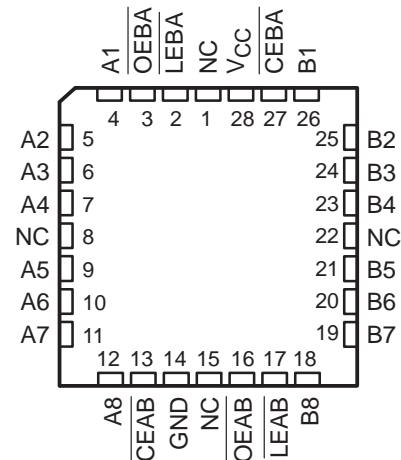 A1 OEBA LEBA NC VCC CEBA B1
4 3 2 1 28 27 26
A2 5 25 B2
A3 6 24 B3
A4 7 23 B4
NC 8 22 NC
A5 9 21 B5
A6 10 20 B6
A7 11 19 B7
12 13 14 15 16 17 18
A8 CEAB GND NC OEAB LEAB B8